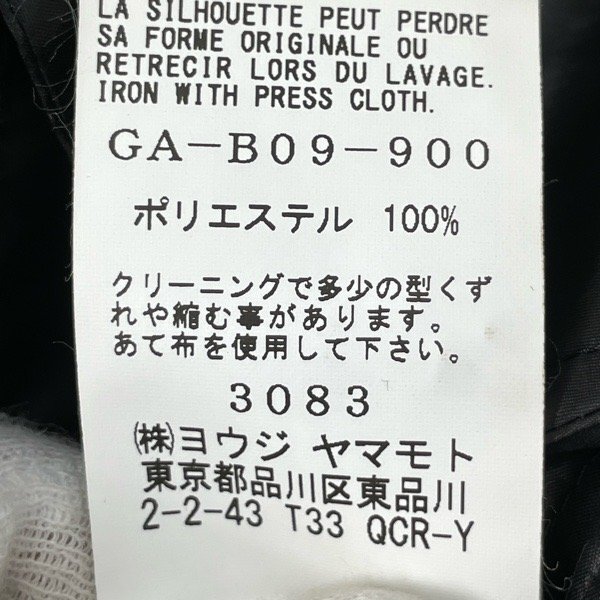 LA SILHOUETTE PEUT PERDRE
SA FORME ORIGINALE OU
RETRECIR LORS DU LAVAGE.
IRON WITH PRESS CLOTH.
GA-B09-900
ポリエステル 100%
クリーニングで多少の型くず
れや縮む事があります。
あて布を使用して下さい。
3083
㈱ヨウジ ヤマモト
東京都品川区東品川
2-2-43 T33 QCR-Y